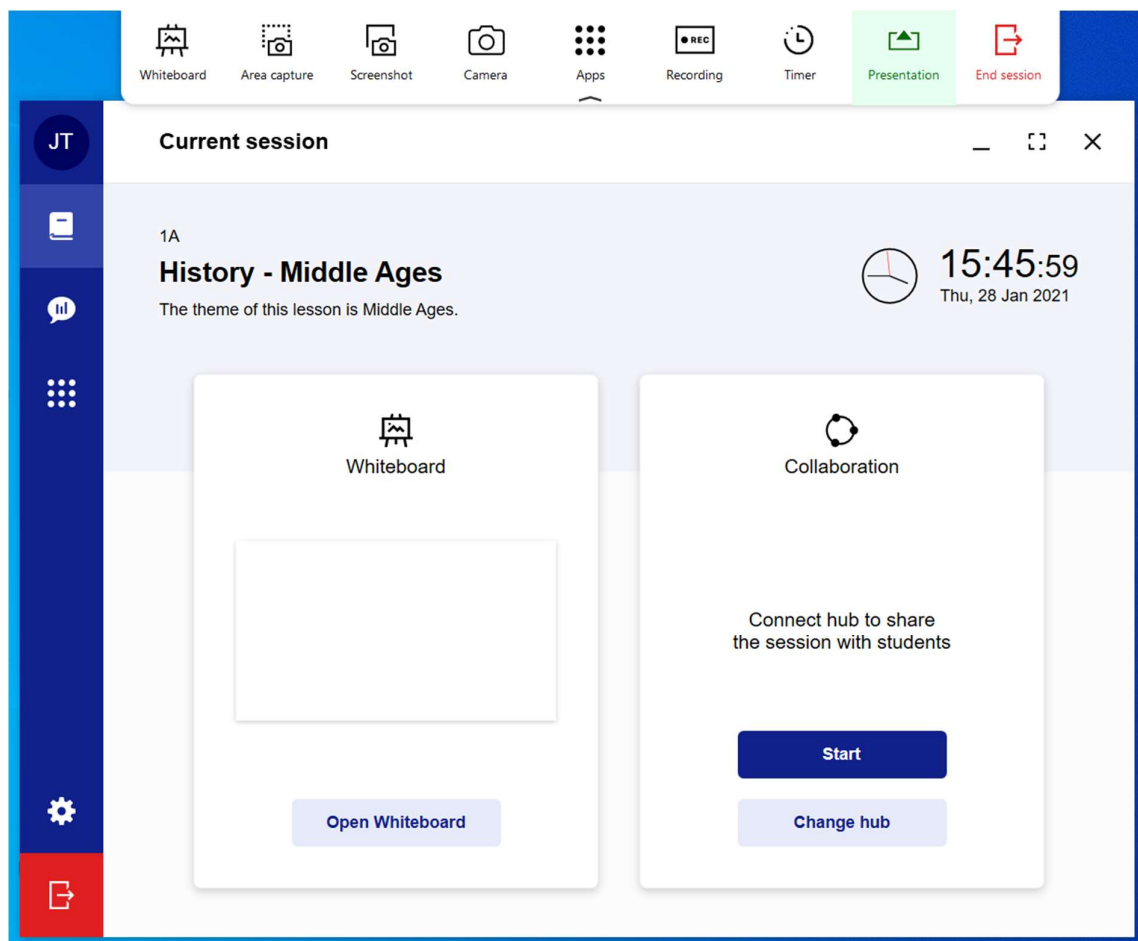 Whiteboard
Area capture
Screenshot
Camera
Apps
REC
Recording
Timer
Presentation
End session
JT
Current session
1A
History - Middle Ages
The theme of this lesson is Middle Ages.
15:45:59
Thu, 28 Jan 2021
Whiteboard
Open Whiteboard
Collaboration
Connect hub to share
the session with students
Start
Change hub